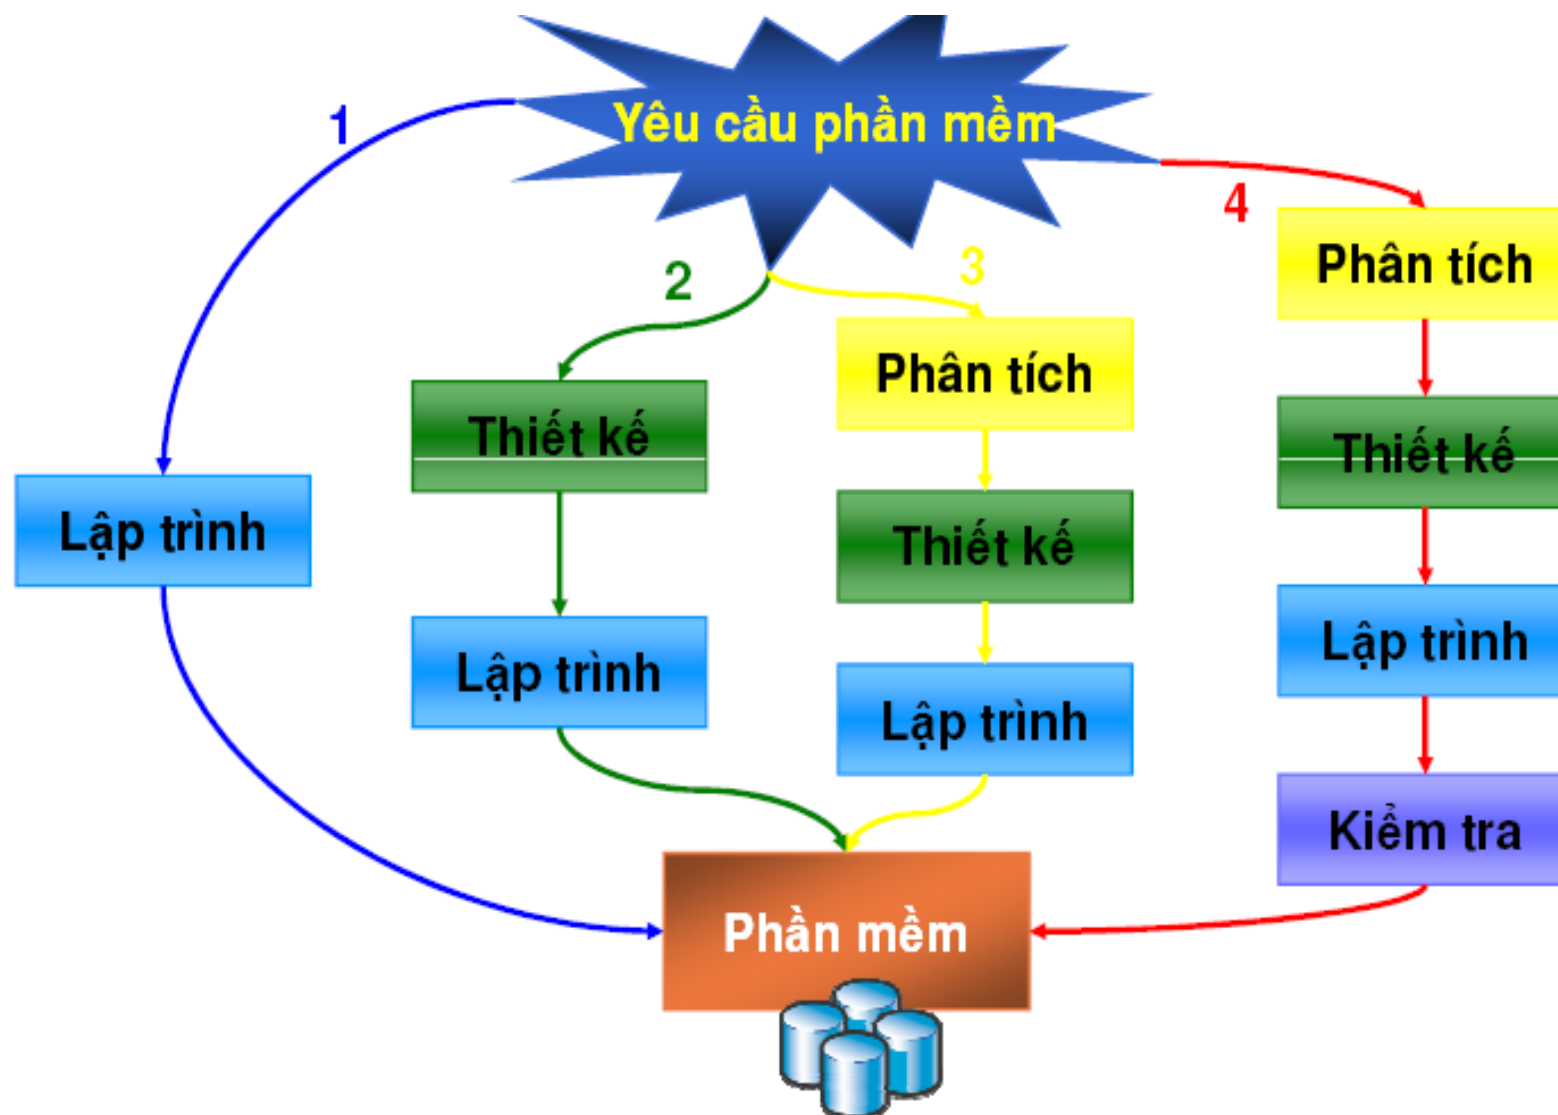 Yêu cầu phần mềm
1
2
3
4
Lập trình
Thiết kế
Lập trình
Phân tích
Thiết kế
Lập trình
Phân tích
Thiết kế
Lập trình
Kiểm tra
Phần mềm